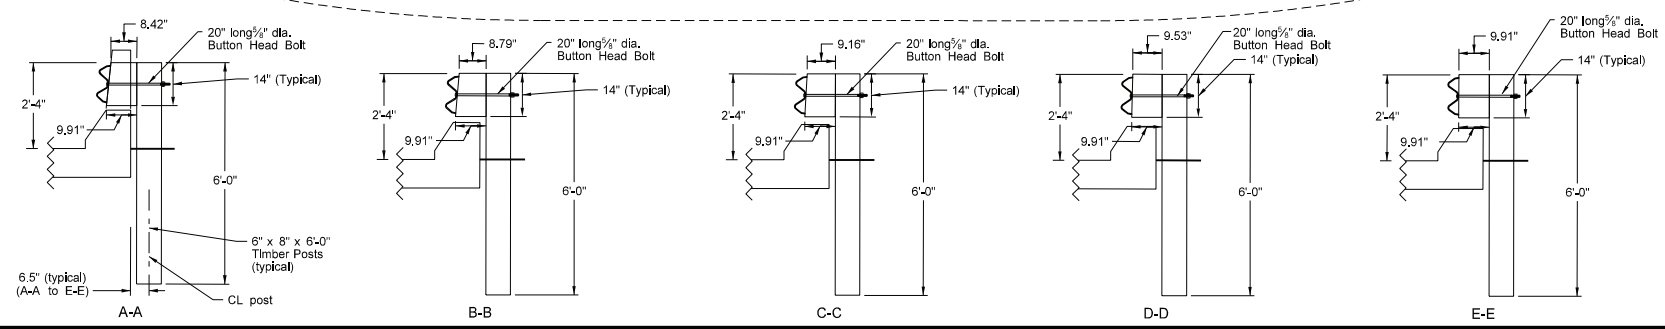 8.42"
20" long⅝" dia.
Button Head Bolt
14" (Typical)
2'-4"
9.91"
6'-0"
6" x 8" x 6'-0"
Timber Posts
(typical)
6.5" (typical)
(A-A to E-E)
CL post
A-A
8.79"
20" long⅝" dia.
Button Head Bolt
14" (Typical)
2'-4"
9.91"
6'-0"
B-B
9.16"
20" long⅝" dia.
Button Head Bolt
14" (Typical)
2'-4"
9.91"
6'-0"
C-C
9.53"
20" long⅝" dia.
Button Head Bolt
14" (Typical)
2'-4"
9.91"
6'-0"
D-D
9.91"
20" long⅝" dia.
Button Head Bolt
14" (Typical)
2'-4"
9.91"
6'-0"
E-E